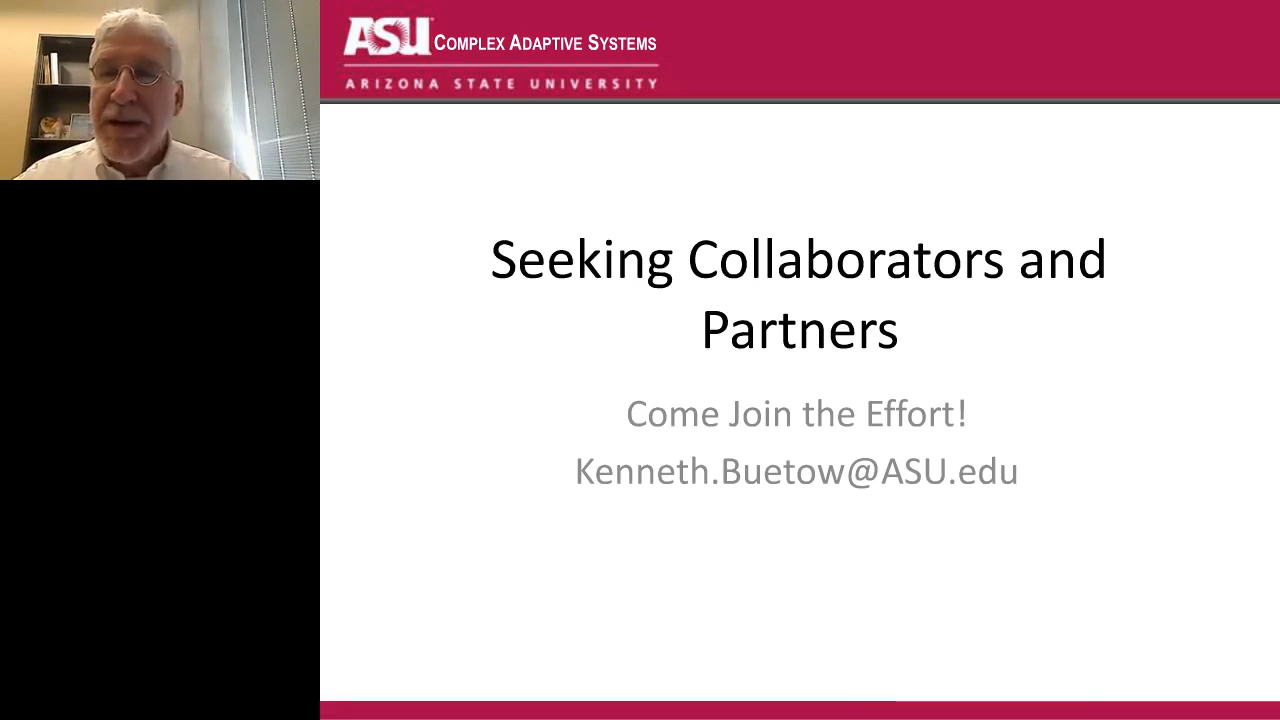 ASU COMPLEX ADAPTIVE SYSTEMS
ARIZONA STATE UNIVERSITY
Seeking Collaborators and
Partners
Come Join the Effort!
Kenneth.Buetow@ASU.edu